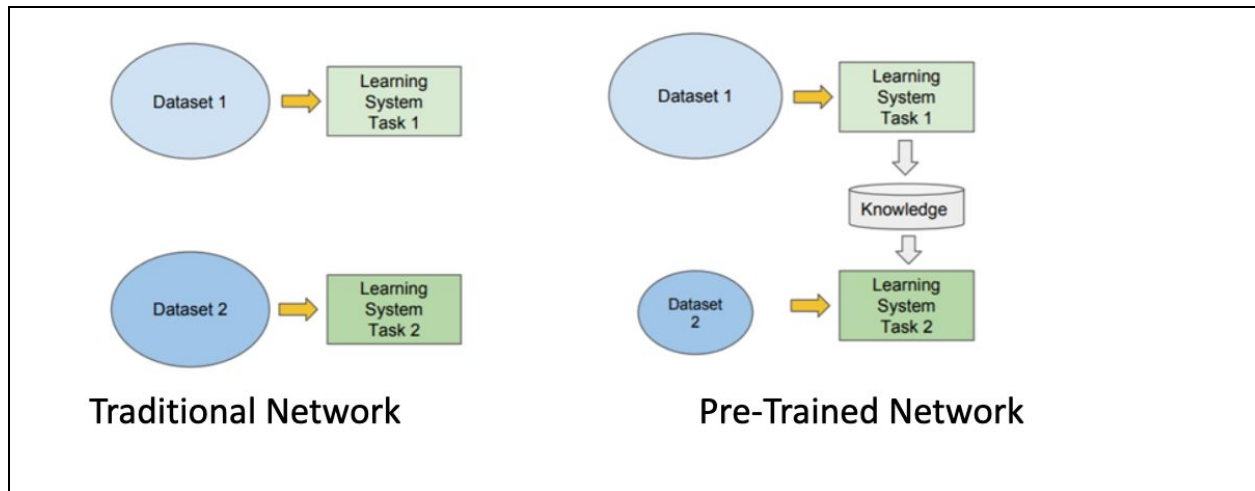 Dataset 1
Learning
System
Task 1
Dataset 2
Learning
System
Task 2
Traditional Network
Dataset 1
Learning
System
Task 1
Knowledge
Dataset
2
Learning
System
Task 2
Pre-Trained Network